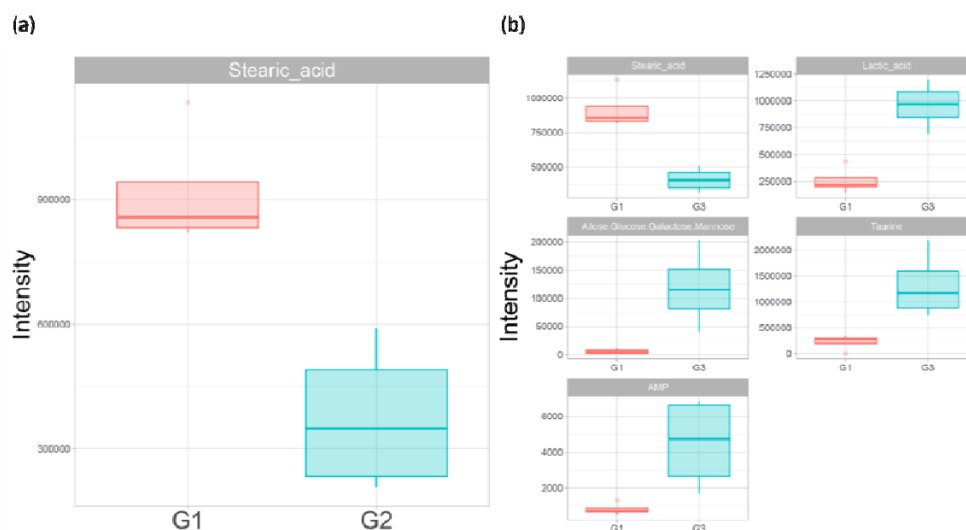 (a)
(b)
Stearic_acid
Intensity
900000
600000
300000
G1
G2
Stearic_acid
1000000
750000
500000
G1
G3
Lactic_acid
1250000
1000000
750000
500000
250000
G1
G3
Intensity
Allose.Glucose.Galactose.Mannose
200000
150000
100000
50000
0
G1
G3
Taurine
2000000
1500000
1000000
500000
0
G1
G3
AMP
6000
4000
2000
G1
G3